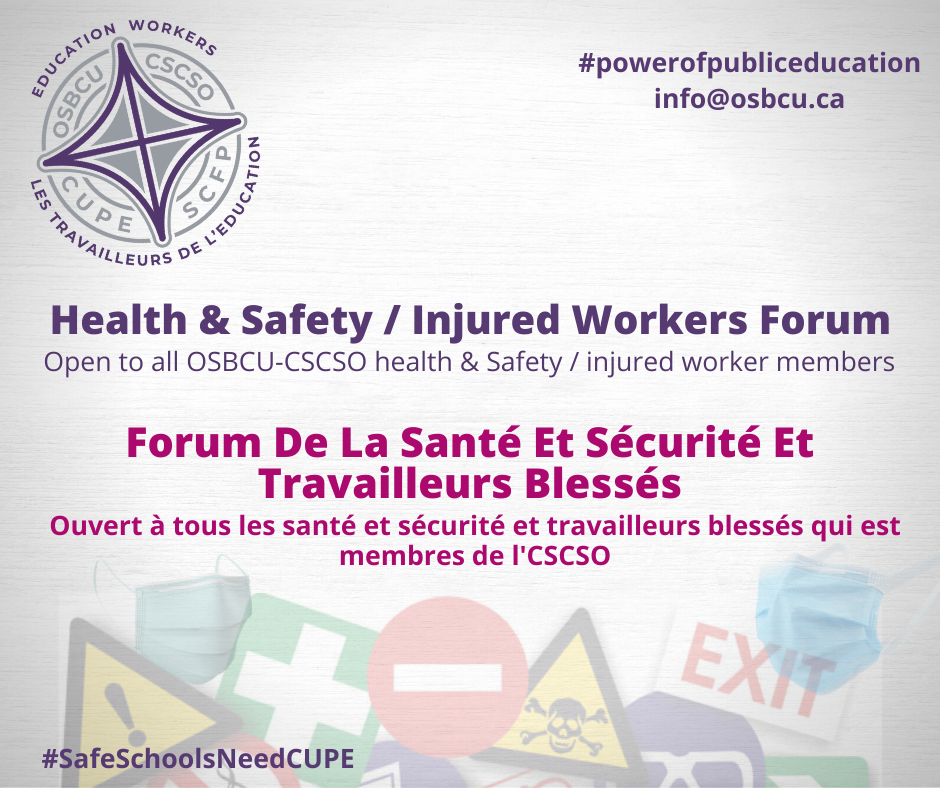 EDUCATION WORKERS
OSBCU
CSCSO
CUPE
SCFP
LES TRAVAILLEURS DE L'EDUCATION
#powerofpubliceducation
info@osbcu.ca
Health & Safety / Injured Workers Forum
Open to all OSBCU-CSCSO health & Safety / injured worker members
Forum De La Santé Et Sécurité Et
Travailleurs Blessés
Ouvert à tous les santé et sécurité et travailleurs blessés qui est
membres de l'CSCSO
EXIT
#SafeSchoolsNeedCUPE